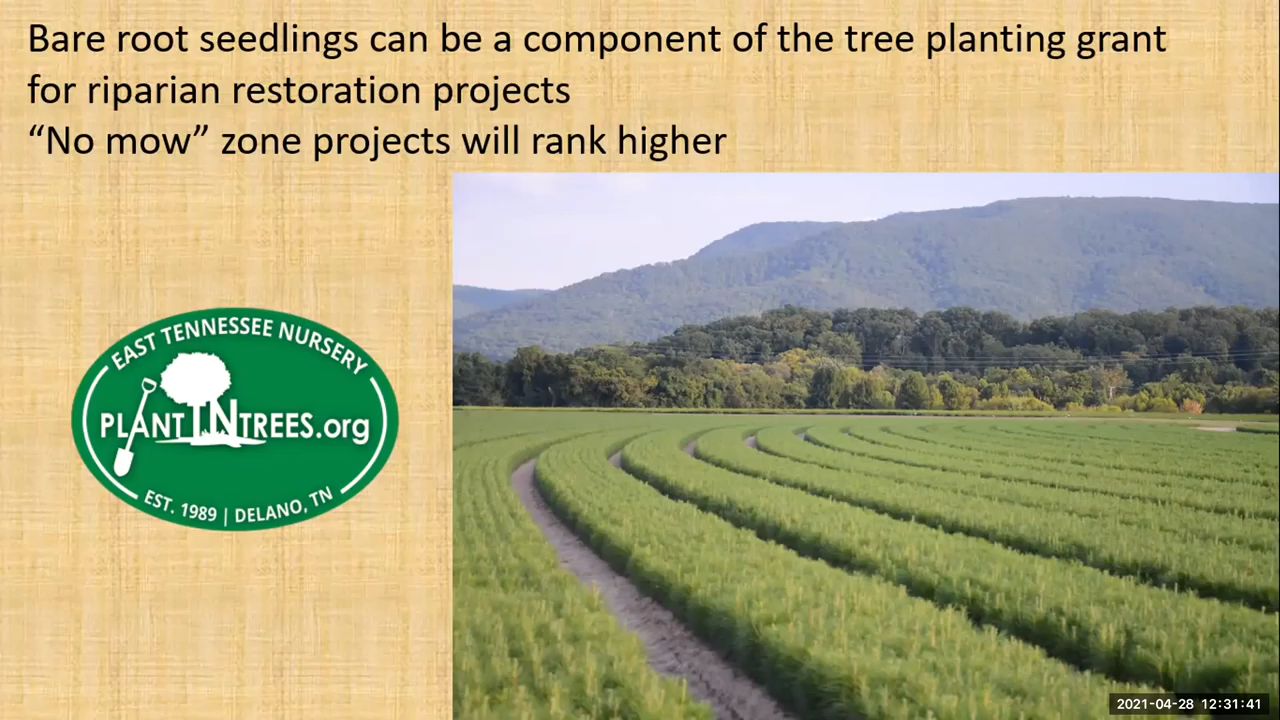 Bare root seedlings can be a component of the tree planting grant
for riparian restoration projects
“No mow” zone projects will rank higher
EAST TENNESSEE NURSERY
PLANTTNTREES.org
EST. 1989 | DELANO, TN
2021-04-28 12:31:41